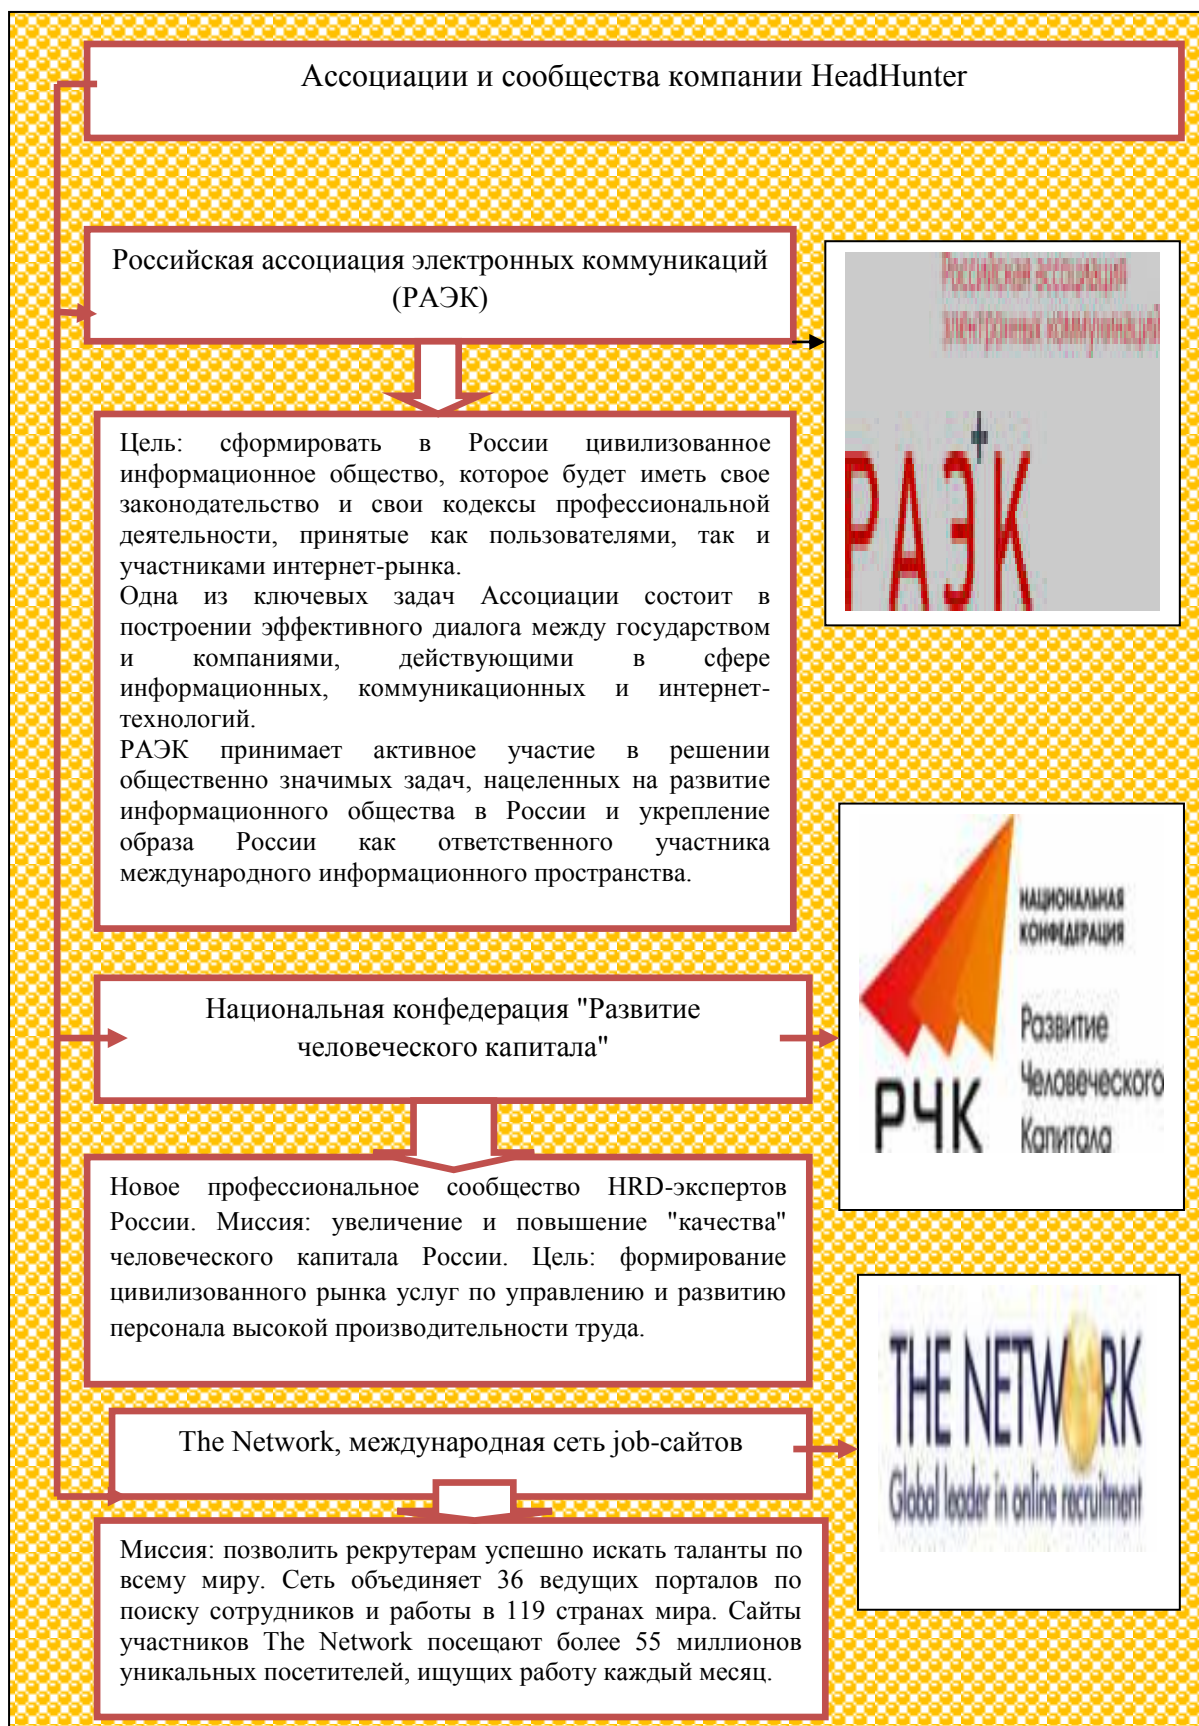 Ассоциации и сообщества компании HeadHunter
Российская ассоциация электронных коммуникаций
(РАЭК)
Российская ассоциация
электронных коммуникаций
РАЭК
Цель: сформировать в России цивилизованное
информационное общество, которое будет иметь свое
законодательство и свои кодексы профессиональной
деятельности, принятые как пользователями, так и
участниками интернет-рынка.
Одна из ключевых задач Ассоциации состоит в
построении эффективного диалога между государством
и компаниями, действующими в сфере
информационных, коммуникационных и интернет-
технологий.
РАЭК принимает активное участие в решении
общественно значимых задач, нацеленных на развитие
информационного общества в России и укрепление
образа России как ответственного участника
международного информационного пространства.
НАЦИОНАЛЬНАЯ
КОНФЕДЕРАЦИЯ
Развитие
Человеческого
Капитала
РЧК
Национальная конфедерация "Развитие
человеческого капитала"
Новое профессиональное сообщество HRD-экспертов
России. Миссия: увеличение и повышение "качества"
человеческого капитала России. Цель: формирование
цивилизованного рынка услуг по управлению и развитию
персонала высокой производительности труда.
THE NETWORK
Global leader in online recruitment
The Network, международная сеть job-сайтов
Миссия: позволить рекрутерам успешно искать таланты по
всему миру. Сеть объединяет 36 ведущих порталов по
поиску сотрудников и работы в 119 странах мира. Сайты
участников The Network посещают более 55 миллионов
уникальных посетителей, ищущих работу каждый месяц.